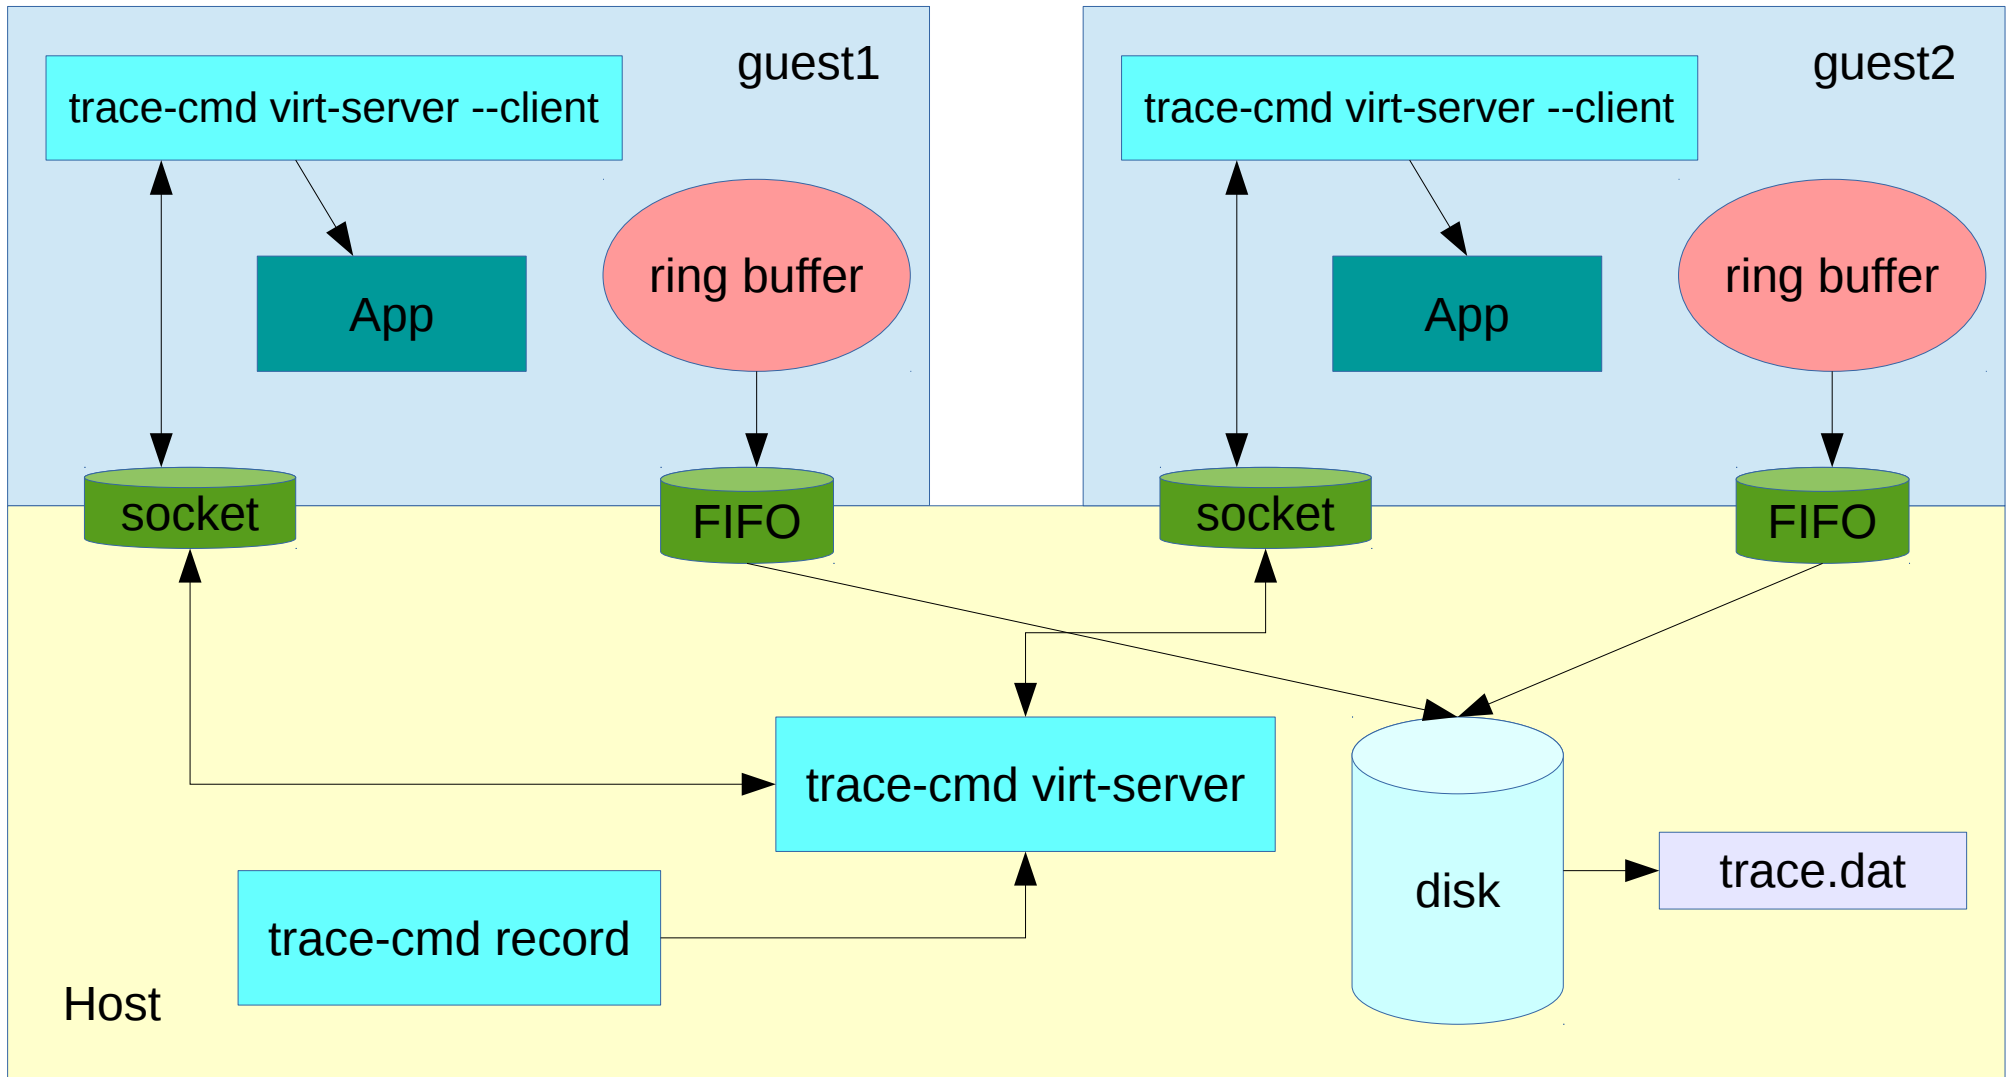 guest1
trace-cmd virt-server --client
App
ring buffer
socket
FIFO
guest2
trace-cmd virt-server --client
App
ring buffer
socket
FIFO
trace-cmd virt-server
disk
trace.dat
trace-cmd record
Host